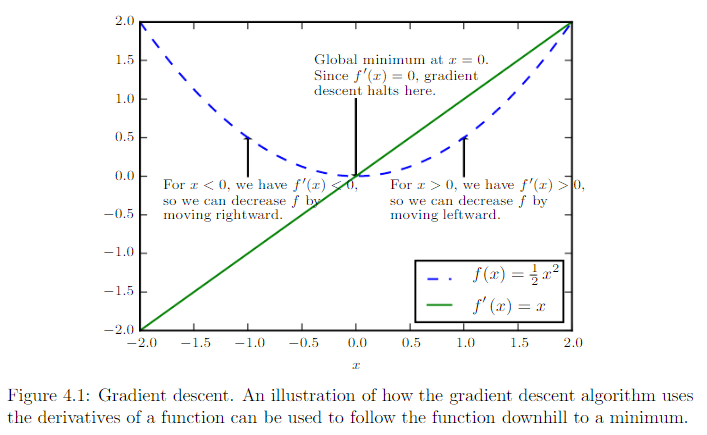 2.0
1.5
1.0
0.5
0.0
−0.5
−1.0
−1.5
−2.0
Global minimum at x = 0.
Since f′(x) = 0, gradient
descent halts here.
For x < 0, we have f′(x) < 0,
so we can decrease f by
moving rightward.
For x > 0, we have f′(x) > 0,
so we can decrease f by
moving leftward.
f(x) = ½ x²
f′(x) = x
−2.0 −1.5 −1.0 −0.5 0.0 0.5 1.0 1.5 2.0
x
Figure 4.1: Gradient descent. An illustration of how the gradient descent algorithm uses
the derivatives of a function can be used to follow the function downhill to a minimum.